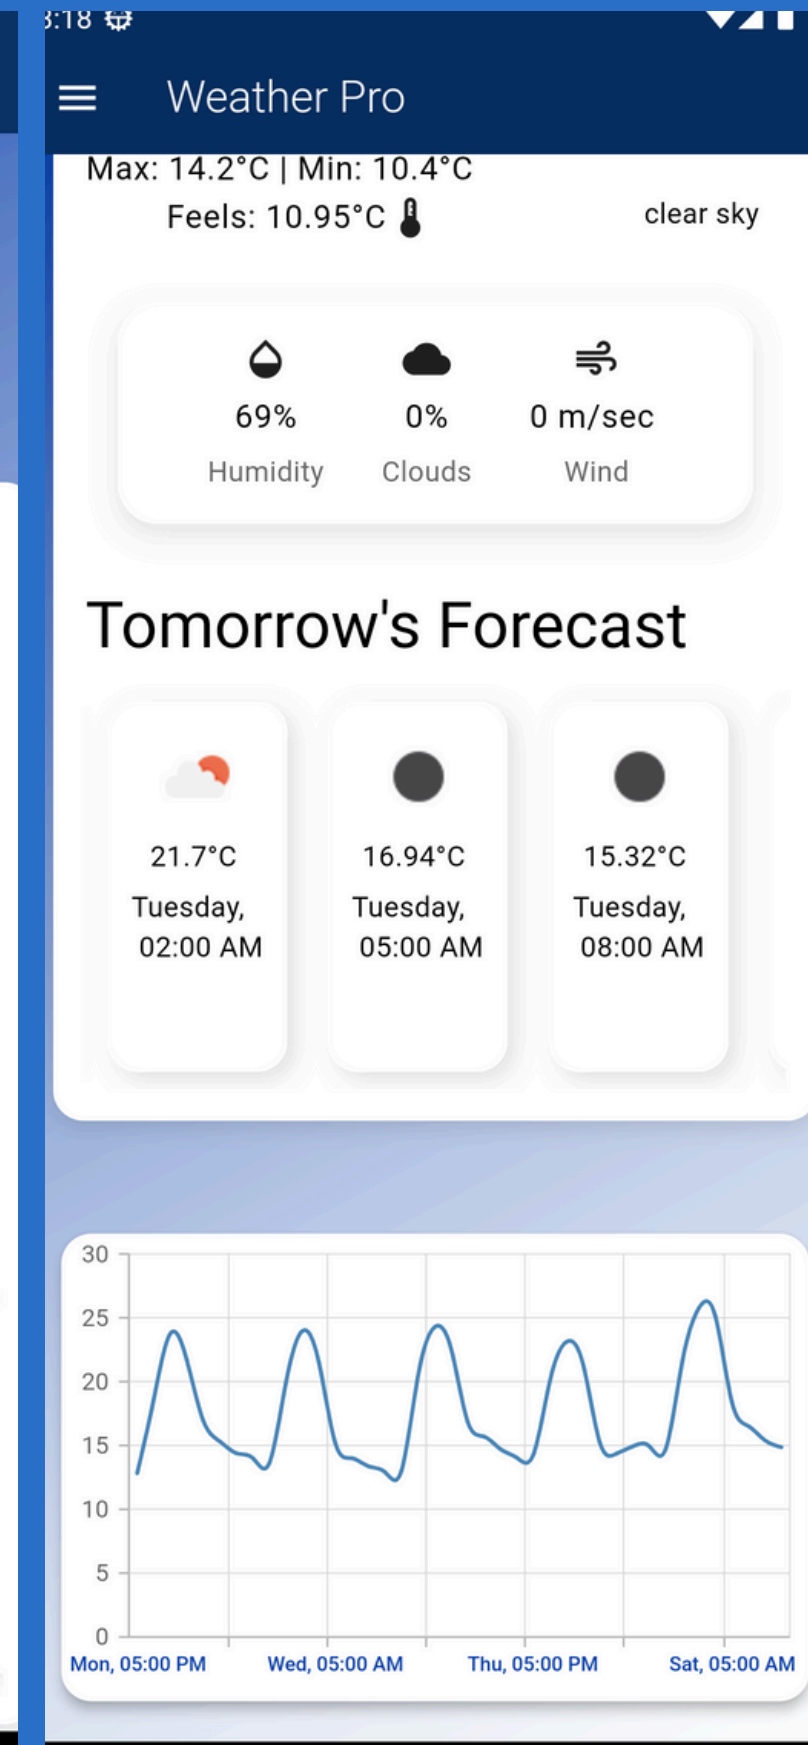 :18
Weather Pro
Max: 14.2°C | Min: 10.4°C
Feels: 10.95°C
clear sky
69%
0%
0 m/sec
Humidity
Clouds
Wind
Tomorrow's Forecast
21.7°C
Tuesday,
02:00 AM
16.94°C
Tuesday,
05:00 AM
15.32°C
Tuesday,
08:00 AM
30
25
20
15
10
5
0
Mon, 05:00 PM
Wed, 05:00 AM
Thu, 05:00 PM
Sat, 05:00 AM